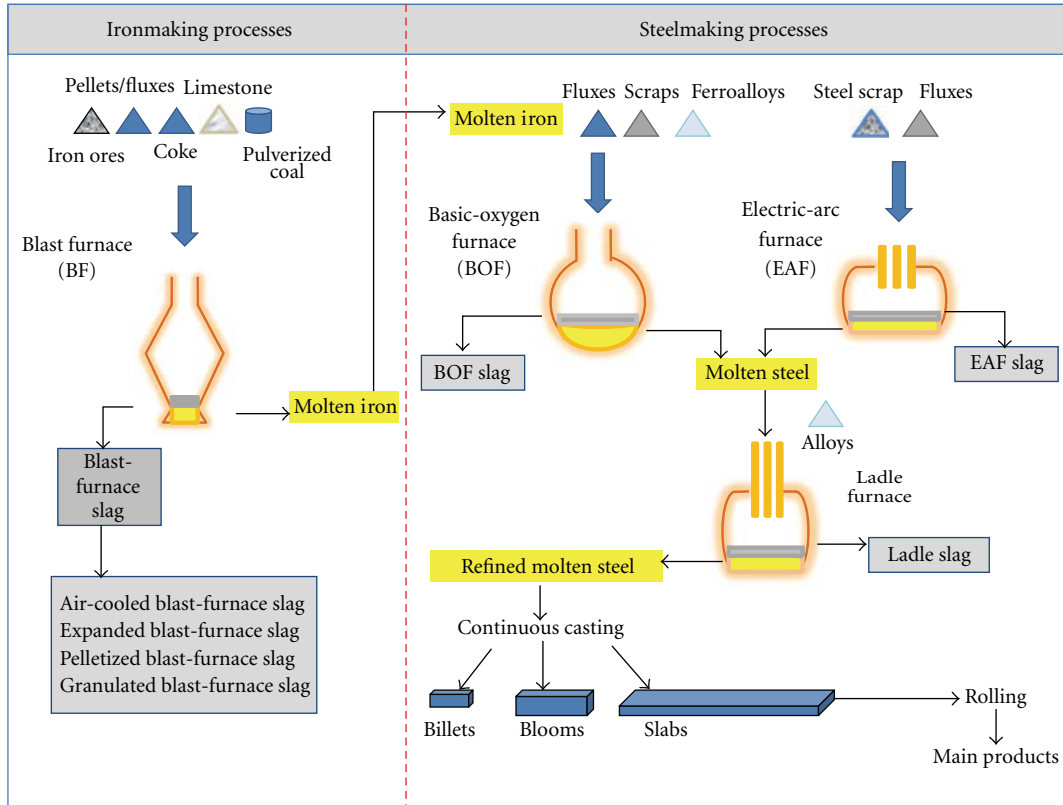 Ironmaking processes
Steelmaking processes
Pellets/fluxes
Limestone
Iron ores
Coke
Pulverized
coal
Blast furnace
(BF)
Molten iron
Blast-
furnace
slag
Air-cooled blast-furnace slag
Expanded blast-furnace slag
Pelletized blast-furnace slag
Granulated blast-furnace slag
Molten iron
Fluxes
Scraps
Ferroalloys
Steel scrap
Fluxes
Basic-oxygen
furnace
(BOF)
Electric-arc
furnace
(EAF)
BOF slag
Molten steel
EAF slag
Alloys
Ladle
furnace
Ladle slag
Refined molten steel
Continuous casting
Billets
Blooms
Slabs
Rolling
Main products